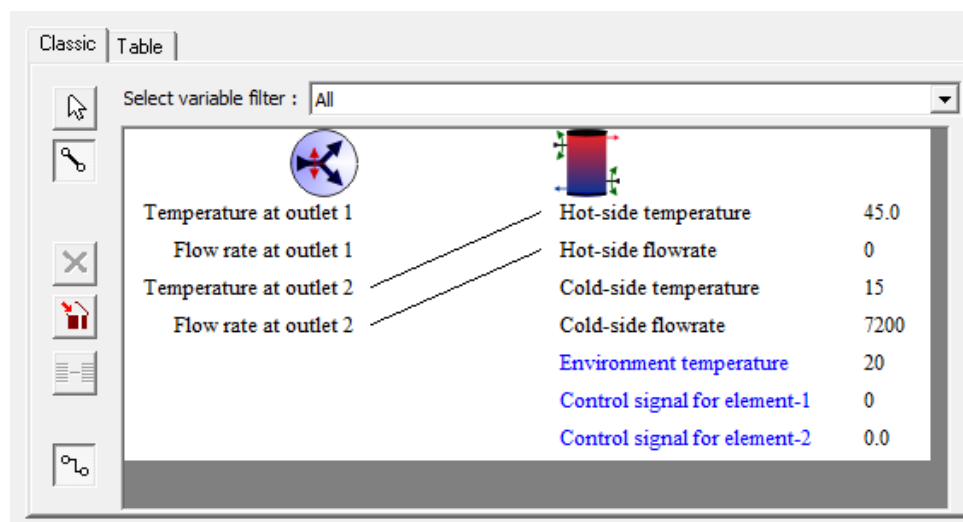 Classic Table
Select variable filter : All
Temperature at outlet 1 Hot-side temperature 45.0
Flow rate at outlet 1 Hot-side flowrate 0
Temperature at outlet 2 Cold-side temperature 15
Flow rate at outlet 2 Cold-side flowrate 7200
Environment temperature 20
Control signal for element-1 0
Control signal for element-2 0.0